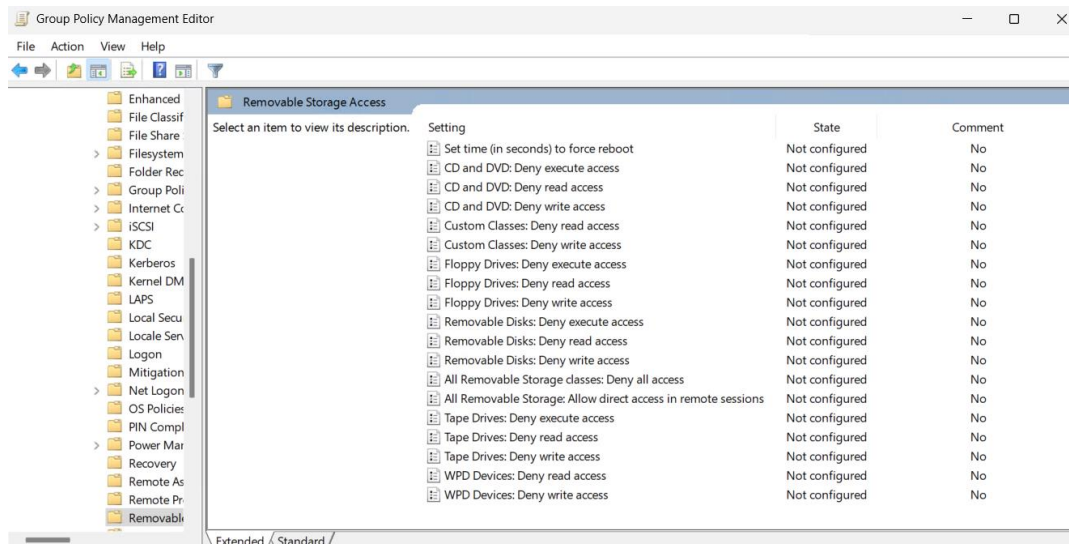 Group Policy Management Editor
File Action View Help
Enhanced
File Classif
File Share
Filesystem
Folder Rec
Group Poli
Internet Co
iSCSI
KDC
Kerberos
Kernel DM
LAPS
Local Secu
Locale Serv
Logon
Mitigation
Net Logon
OS Policies
PIN Compl
Power Mar
Recovery
Remote As
Remote Pr
Removabl
Removable Storage Access
Select an item to view its description.
Setting State Comment
Set time (in seconds) to force reboot Not configured No
CD and DVD: Deny execute access Not configured No
CD and DVD: Deny read access Not configured No
CD and DVD: Deny write access Not configured No
Custom Classes: Deny read access Not configured No
Custom Classes: Deny write access Not configured No
Floppy Drives: Deny execute access Not configured No
Floppy Drives: Deny read access Not configured No
Floppy Drives: Deny write access Not configured No
Removable Disks: Deny execute access Not configured No
Removable Disks: Deny read access Not configured No
Removable Disks: Deny write access Not configured No
All Removable Storage classes: Deny all access Not configured No
All Removable Storage: Allow direct access in remote sessions Not configured No
Tape Drives: Deny execute access Not configured No
Tape Drives: Deny read access Not configured No
Tape Drives: Deny write access Not configured No
WPD Devices: Deny read access Not configured No
WPD Devices: Deny write access Not configured No
Extended Standard